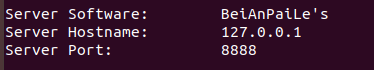 Server Software: BeiAnPaiLe's
Server Hostname: 127.0.0.1
Server Port: 8888